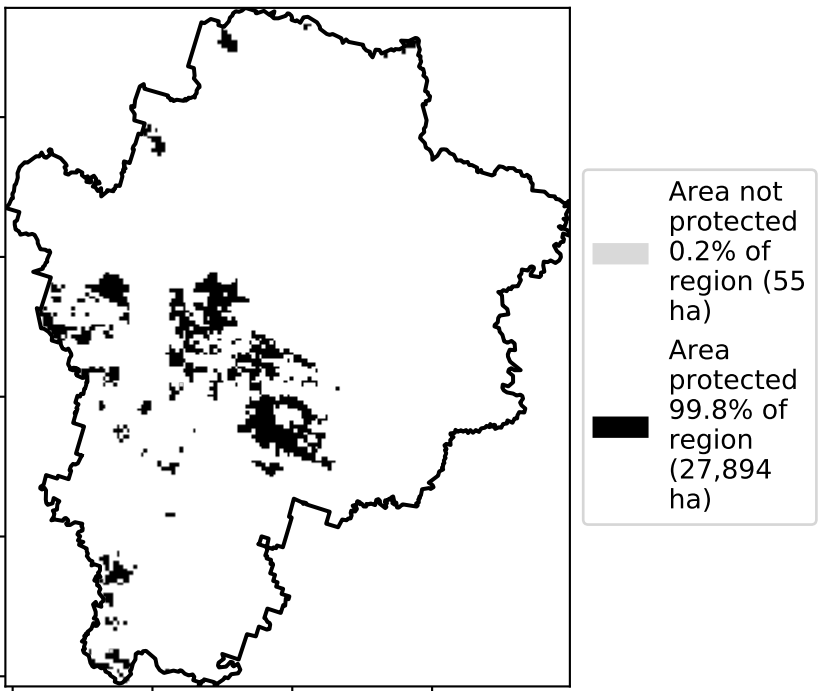 Area not
protected
0.2% of
region (55
ha)
Area
protected
99.8% of
region
(27,894
ha)